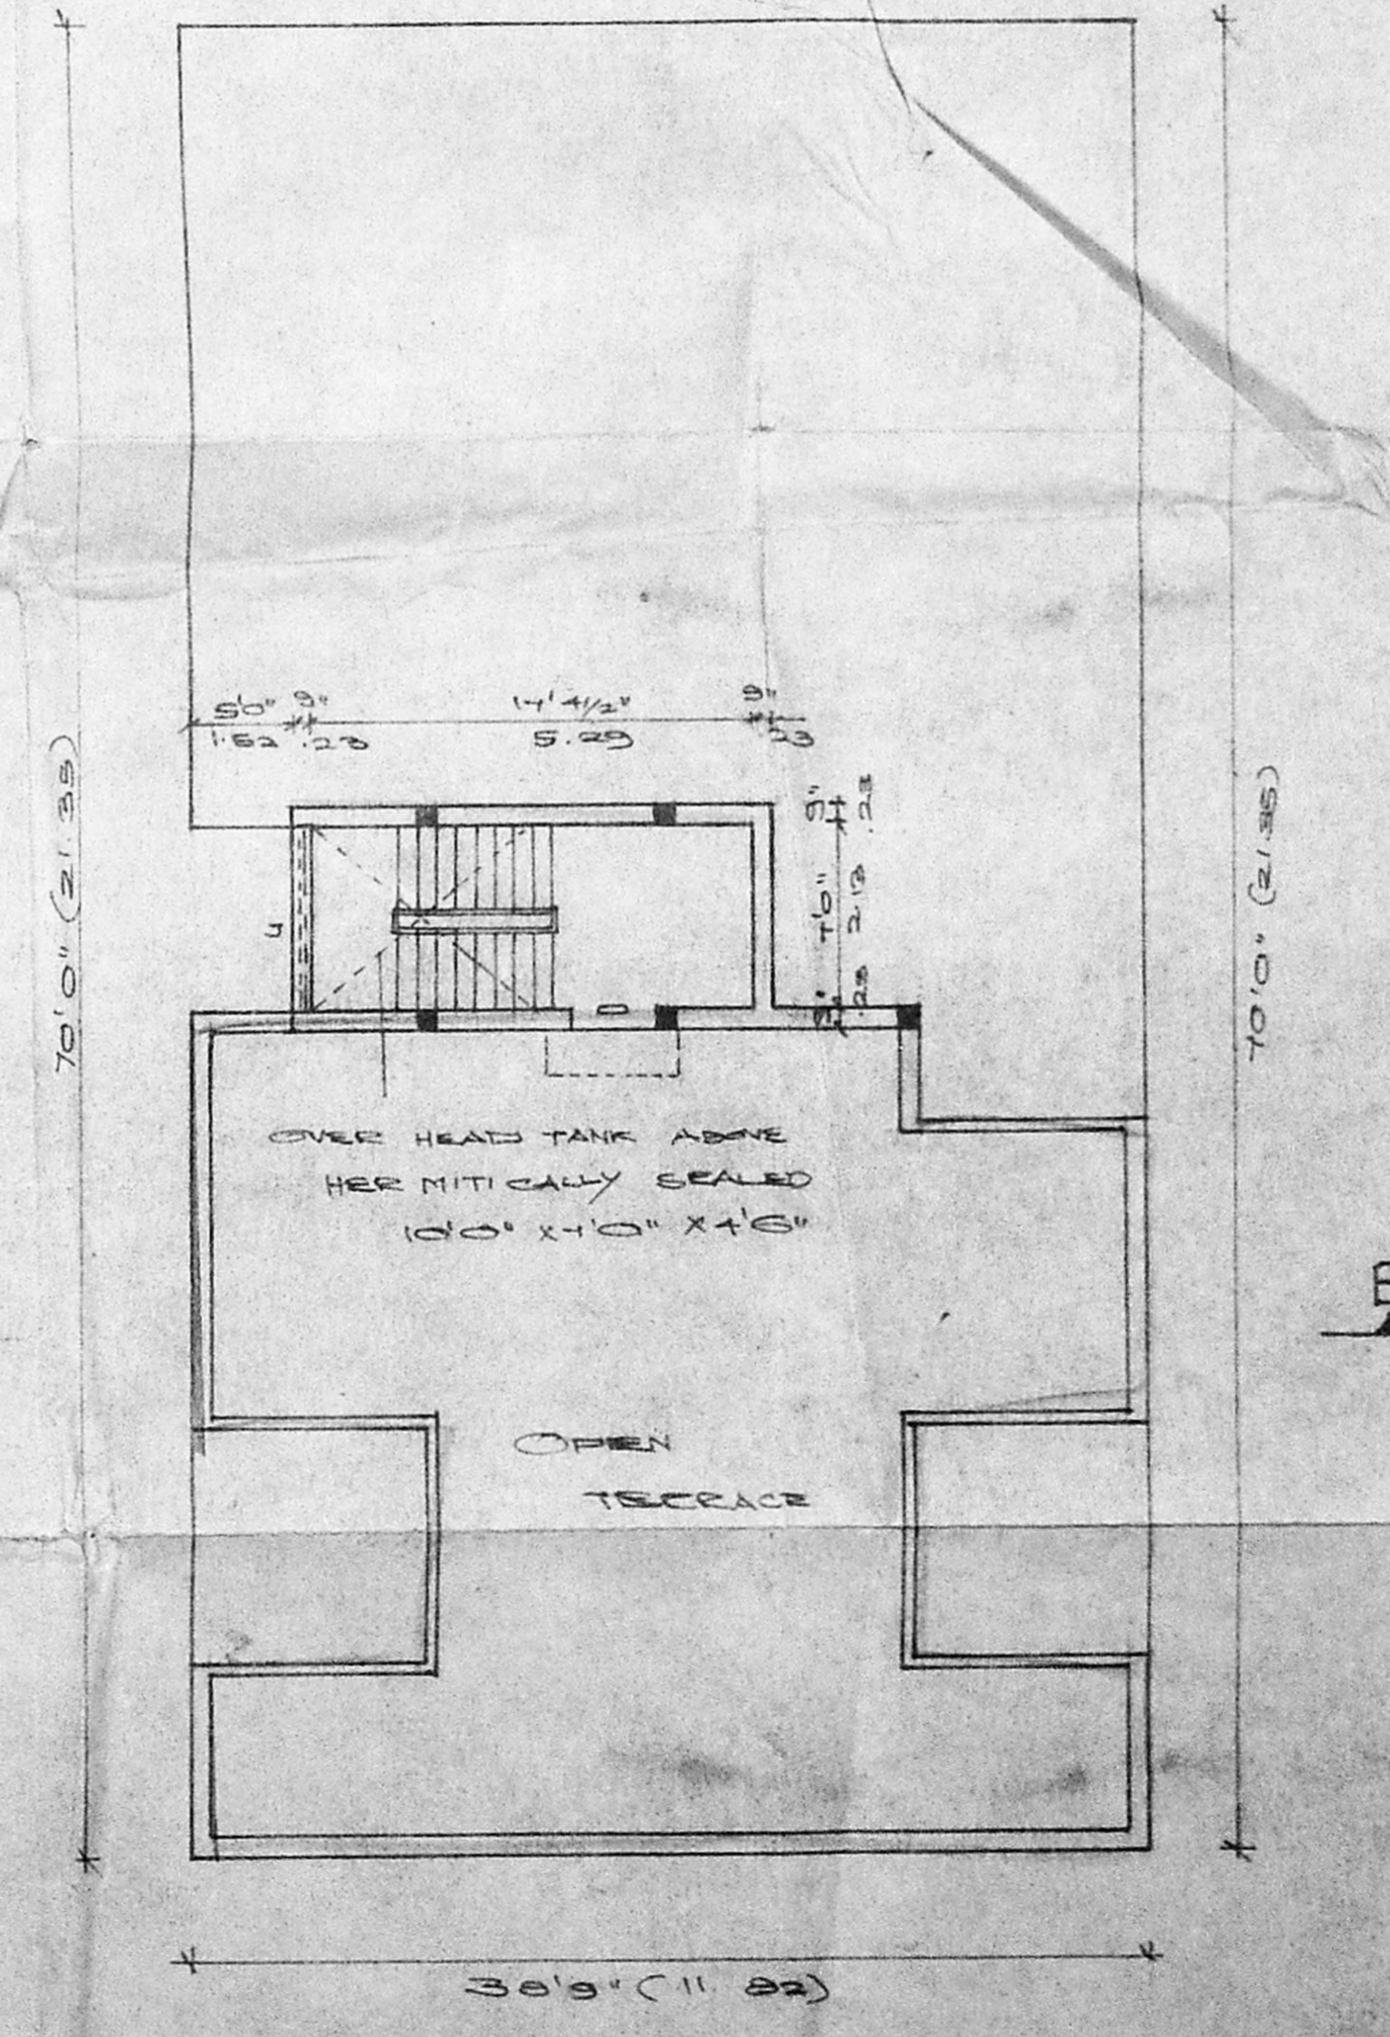 5'0" 9" 14' 4 1/2" 9"
1.52 .23 5.29 .23
9" .23
7'0" 2.13
9" .23
70'0" (21.35)
70'0" (21.35)
U
OVER HEAD TANK ABOVE
HER MITI CALLY SEALED
10'0" X 4'0" X 4'6"
OPEN
TERRACE
38'9" (11.82)